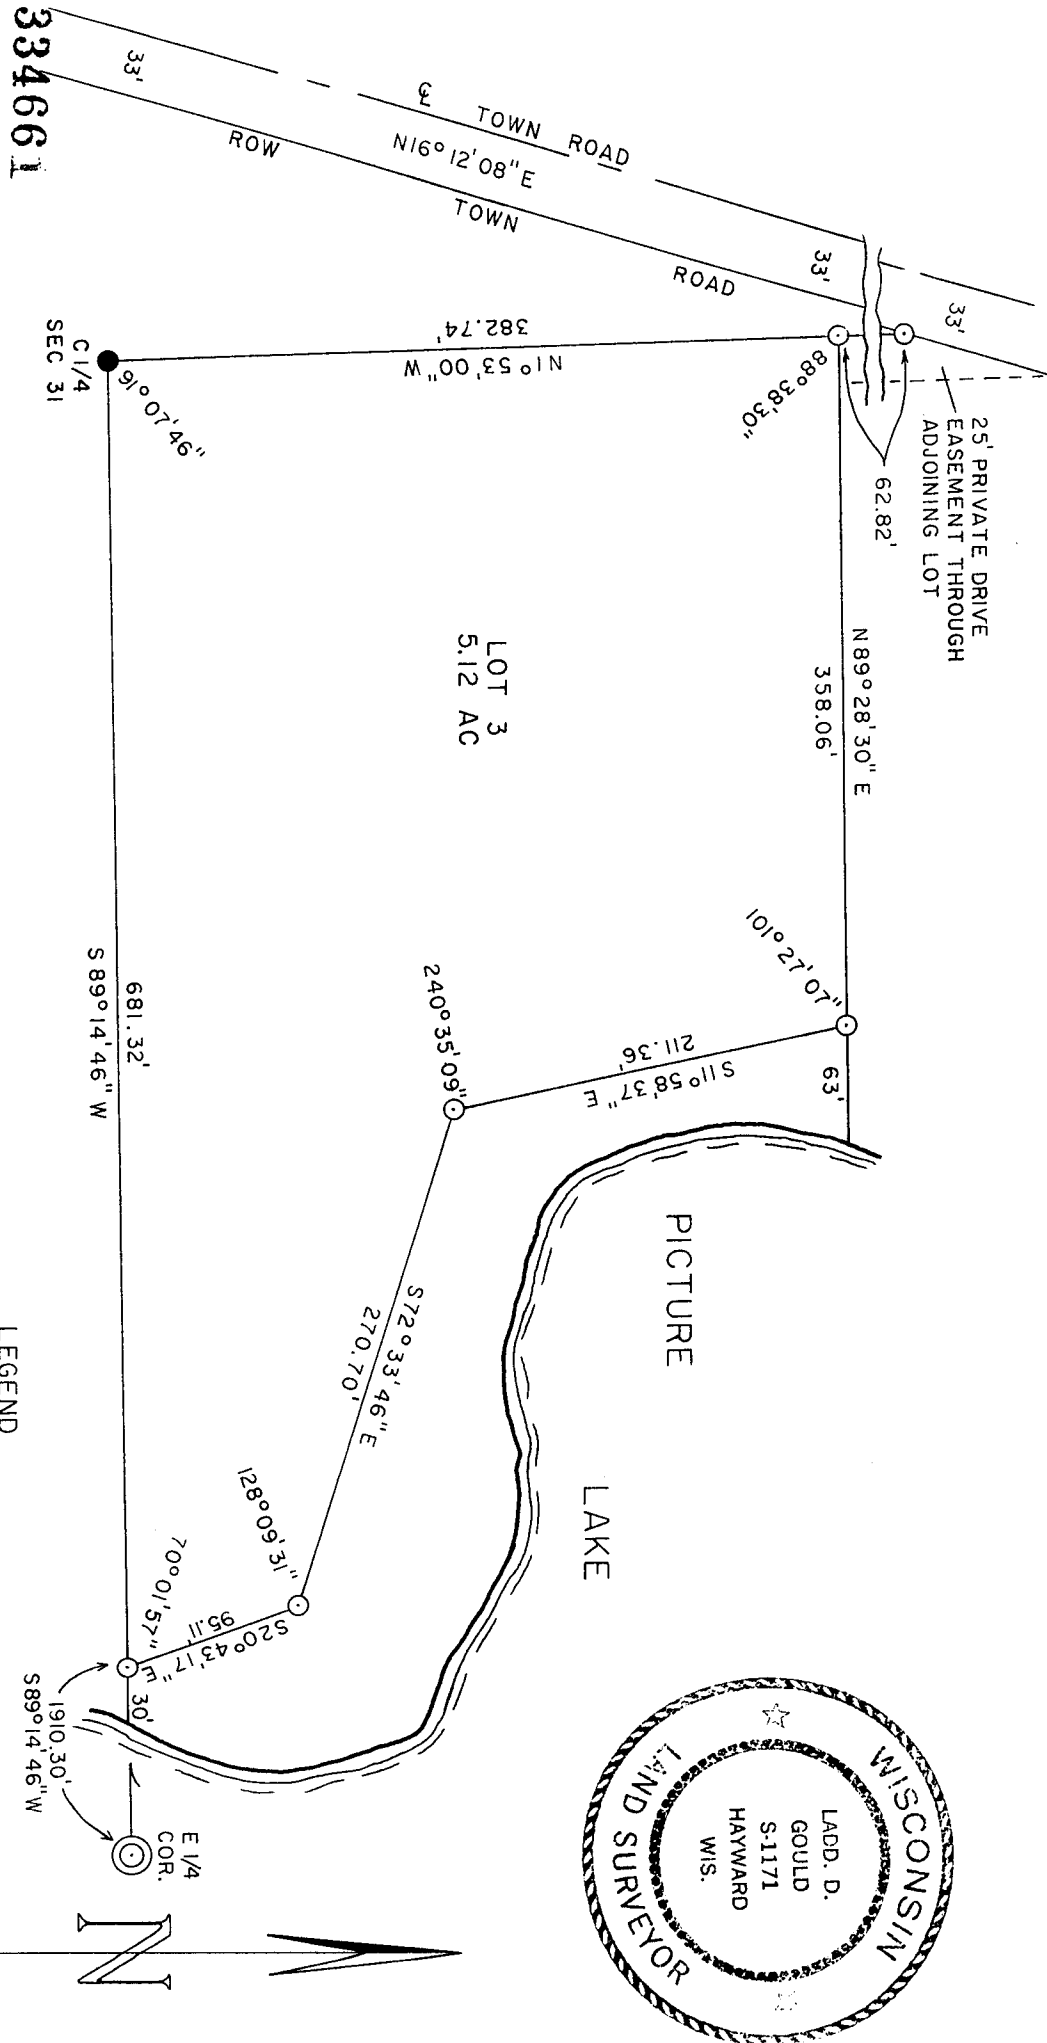 334661
33'
℄ TOWN ROAD
N16°12'08"E
ROW TOWN ROAD
33'
33'
25' PRIVATE DRIVE
EASEMENT THROUGH
ADJOINING LOT
62.82'
382.74'
N1°53'00"W
88°38'30"
C 1/4
SEC 31
91°07'46"
N89°28'30"E
358.06'
LOT 3
5.12 AC
101°27'07"
63'
211.36'
S11°58'37"E
240°35'09"
681.32'
S89°14'46"W
S72°33'46"E
270.70'
128°09'31"
95.11'
S20°43'17"E
70°01'57"
30'
1910.30'
S89°14'46"W
E 1/4
COR.
PICTURE
LAKE
LEGEND
WISCONSIN
LADD. D.
GOULD
S-1171
HAYWARD
WIS.
LAND SURVEYOR
N